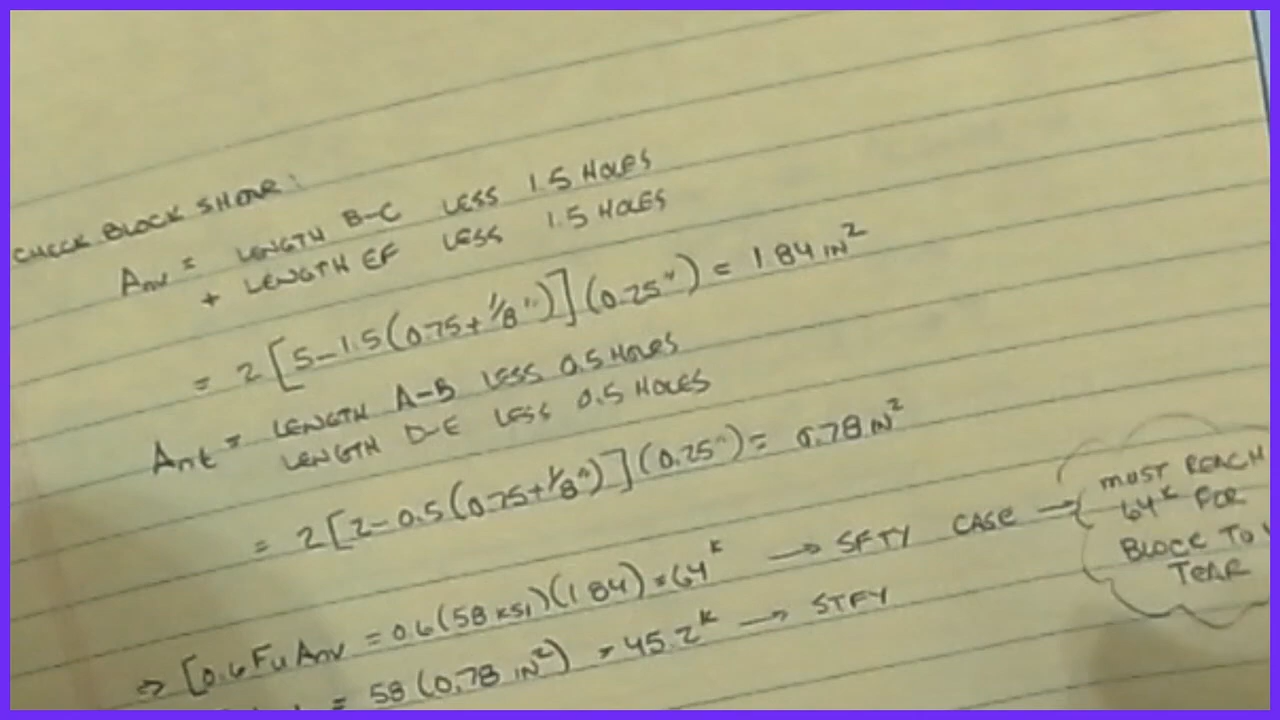 CHECK BLOCK SHEAR:
Anv = LENGTH B-C LESS 1.5 HOLES
+ LENGTH EF LESS 1.5 HOLES
= 2[5-1.5(0.75+1/8")](0.25") = 1.84 IN²
Ant = LENGTH A-B LESS 0.5 HOLES
LENGTH D-E LESS 0.5 HOLES
= 2[2-0.5(0.75+1/8")](0.25") = 0.78 IN²
⇒ [0.6 Fu Anv = 0.6(58 KSI)(1.84) = 64ᵏ → SFTY CASE →
= 58(0.78 IN²) = 45.2ᵏ → STFY
MUST REACH
64ᵏ FOR
BLOCK TO
TEAR